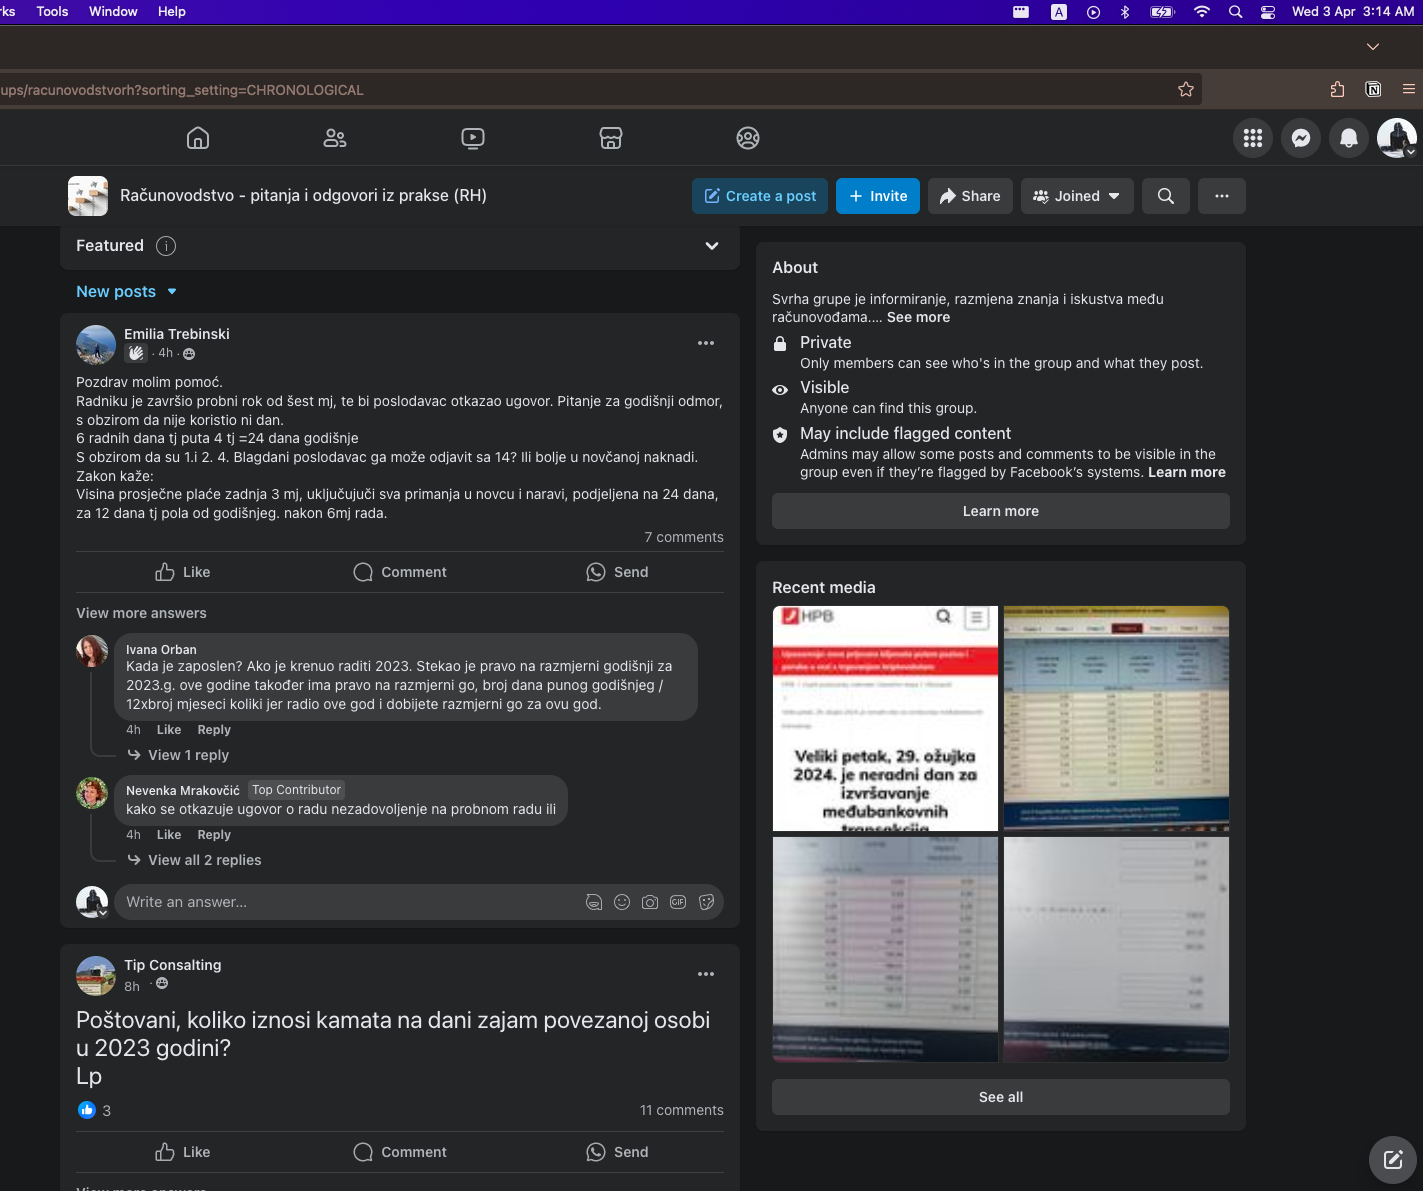 rks Tools Window Help
A
Wed 3 Apr 3:14 AM
ups/racunovodstvorh?sorting_setting=CHRONOLOGICAL
Računovodstvo - pitanja i odgovori iz prakse (RH)
Create a post
+ Invite
Share
Joined
Featured
New posts
Emilia Trebinski
· 4h ·
Pozdrav molim pomoć.
Radniku je završio probni rok od šest mj, te bi poslodavac otkazao ugovor. Pitanje za godišnji odmor,
s obzirom da nije koristio ni dan.
6 radnih dana tj puta 4 tj =24 dana godišnje
S obzirom da su 1.i 2. 4. Blagdani poslodavac ga može odjavit sa 14? Ili bolje u novčanoj naknadi.
Zakon kaže:
Visina prosječne plaće zadnja 3 mj, uključujuči sva primanja u novcu i naravi, podjeljena na 24 dana,
za 12 dana tj pola od godišnjeg. nakon 6mj rada.
7 comments
Like
Comment
Send
View more answers
Ivana Orban
Kada je zaposlen? Ako je krenuo raditi 2023. Stekao je pravo na razmjerni godišnji za
2023.g. ove godine također ima pravo na razmjerni go, broj dana punog godišnjeg /
12xbroj mjeseci koliki jer radio ove god i dobijete razmjerni go za ovu god.
4h Like Reply
View 1 reply
Nevenka Mrakovčić Top Contributor
kako se otkazuje ugovor o radu nezadovoljenje na probnom radu ili
4h Like Reply
View all 2 replies
Write an answer...
GIF
Tip Consalting
8h ·
Poštovani, koliko iznosi kamata na dani zajam povezanoj osobi
u 2023 godini?
Lp
3
11 comments
Like
Comment
Send
About
Svrha grupe je informiranje, razmjena znanja i iskustva među
računovođama.... See more
Private
Only members can see who's in the group and what they post.
Visible
Anyone can find this group.
May include flagged content
Admins may allow some posts and comments to be visible in the
group even if they're flagged by Facebook's systems. Learn more
Learn more
Recent media
HPB
Veliki petak, 29. ožujka
2024. je neradni dan za
izvršavanje
međubankovnih
transakcija
See all